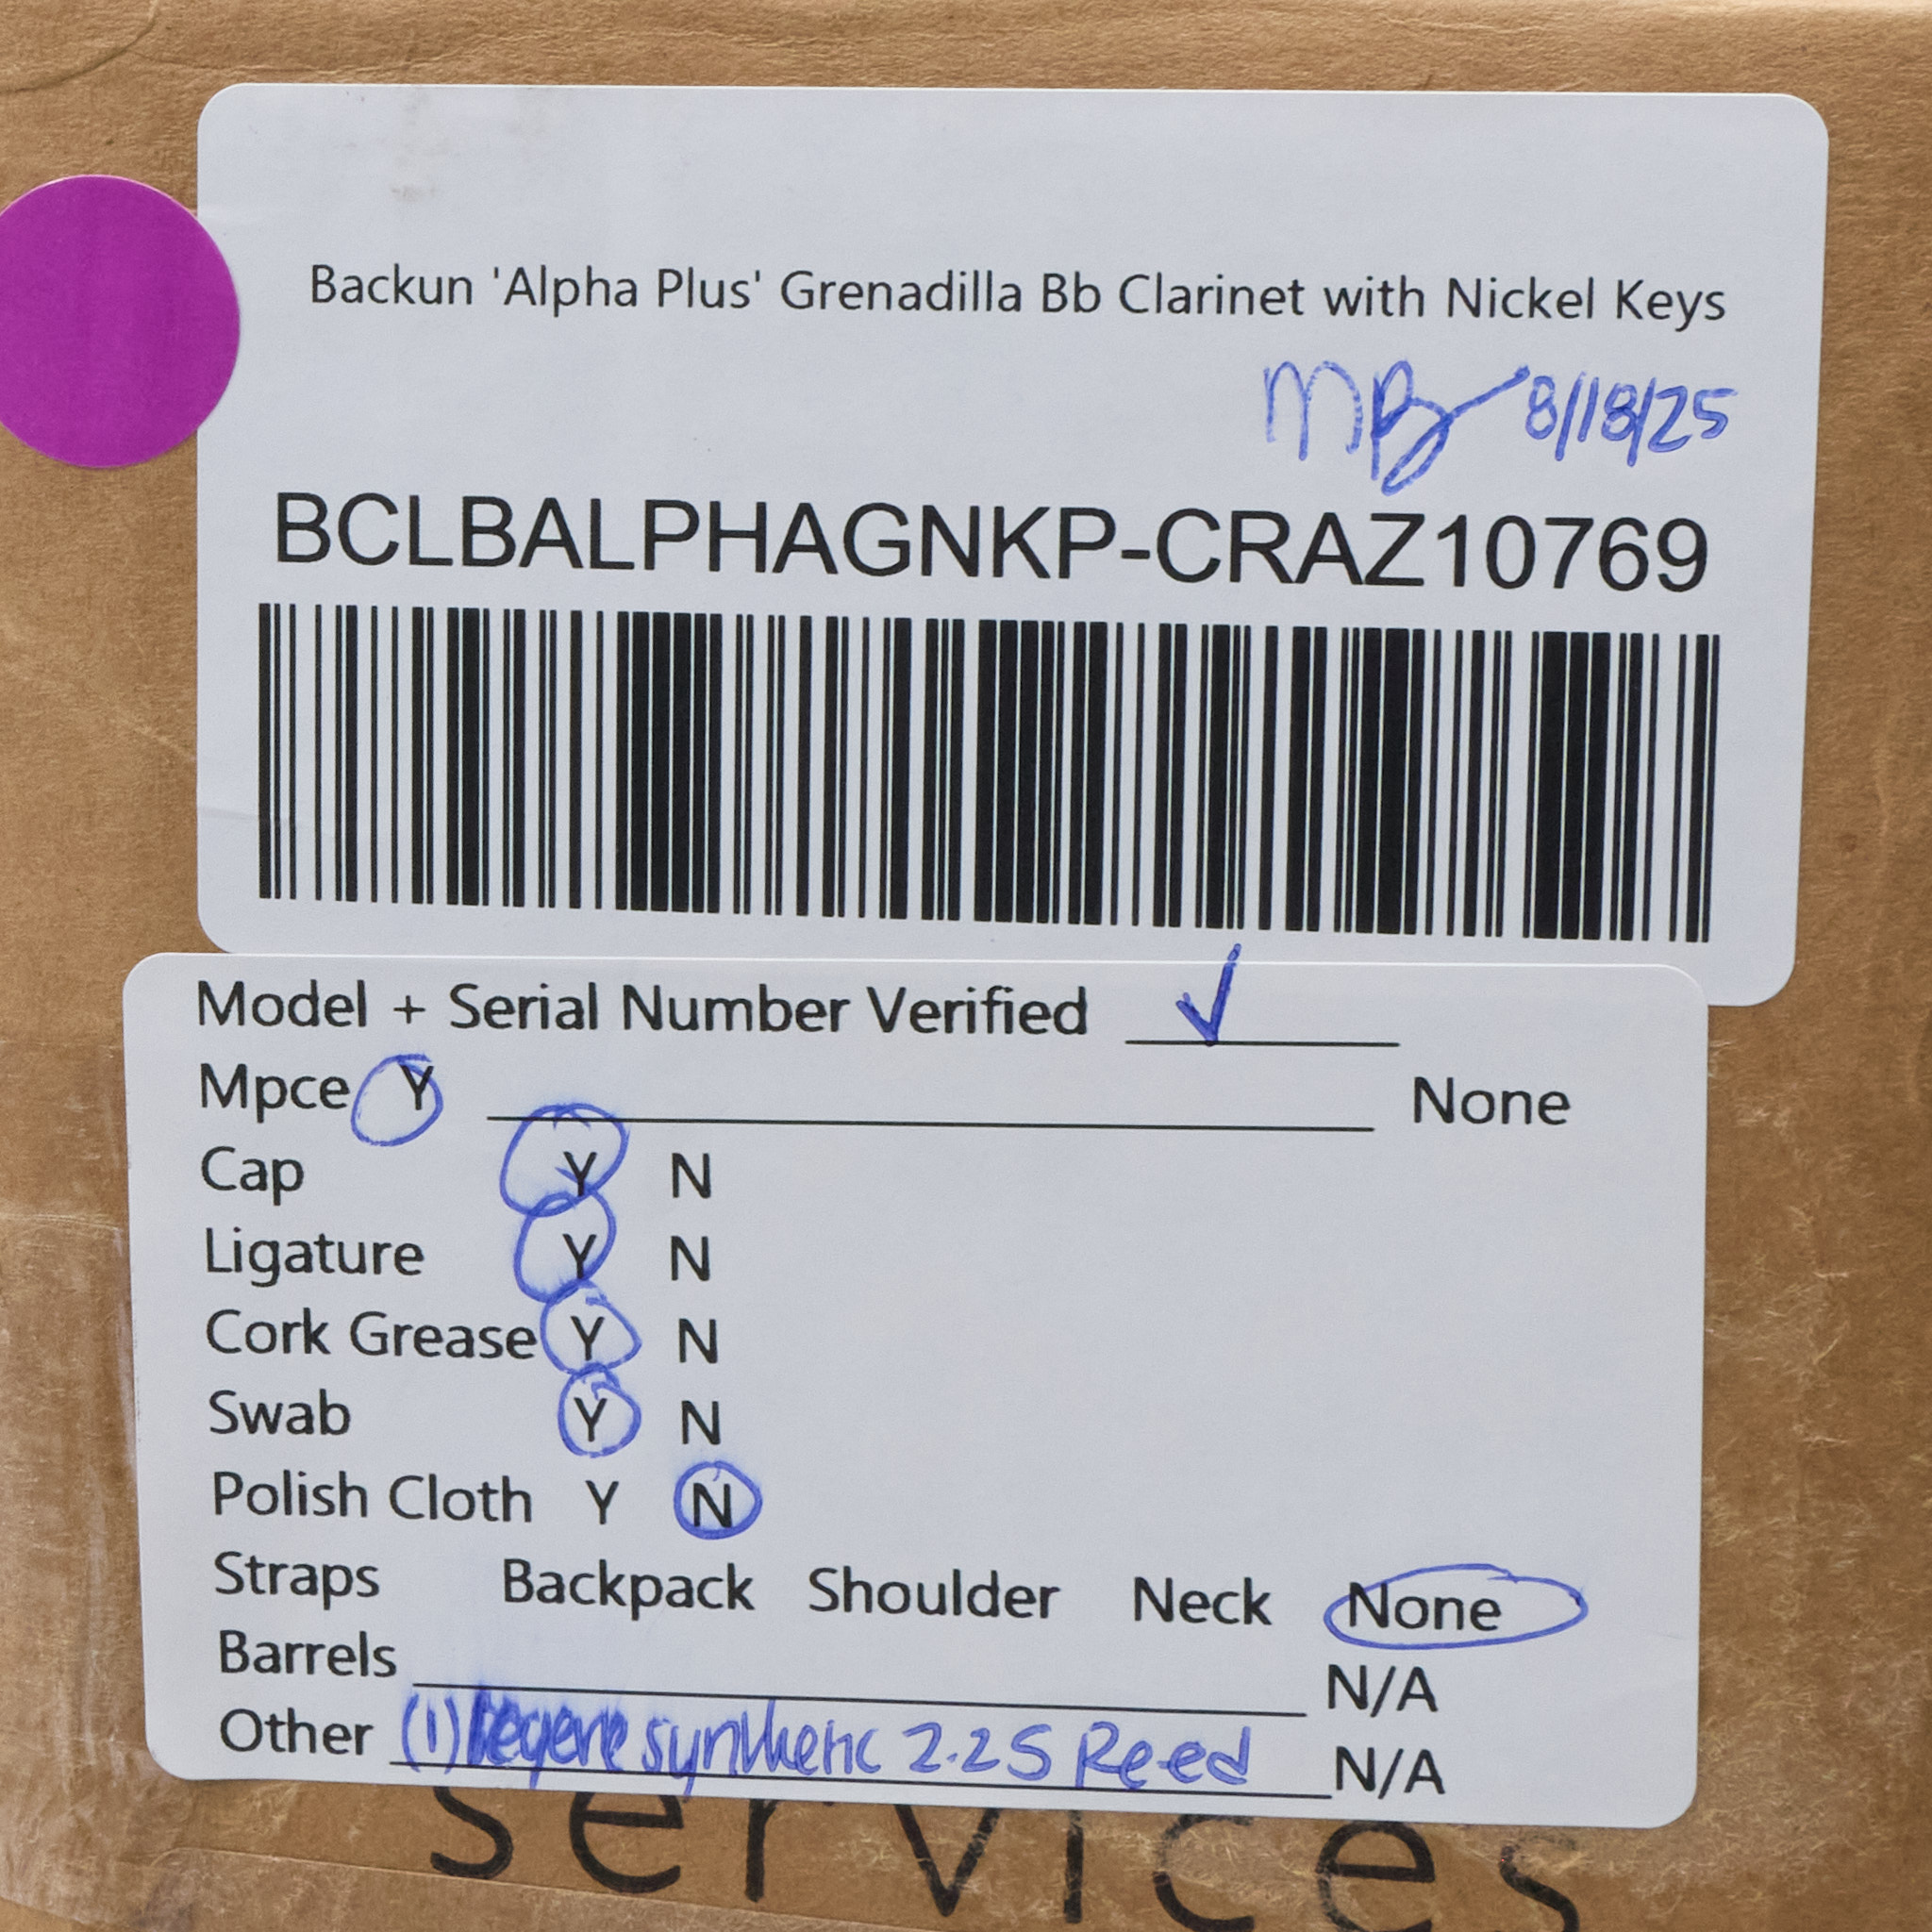 Backun 'Alpha Plus' Grenadilla Bb Clarinet with Nickel Keys
MB 8/18/25
BCLBALPHAGNKP-CRAZ10769
Model + Serial Number Verified ✓
Mpce Y None
Cap Y N
Ligature Y N
Cork Grease Y N
Swab Y N
Polish Cloth Y N
Straps Backpack Shoulder Neck None
Barrels N/A
Other (1) legere synthetic 2.25 Reed N/A
services